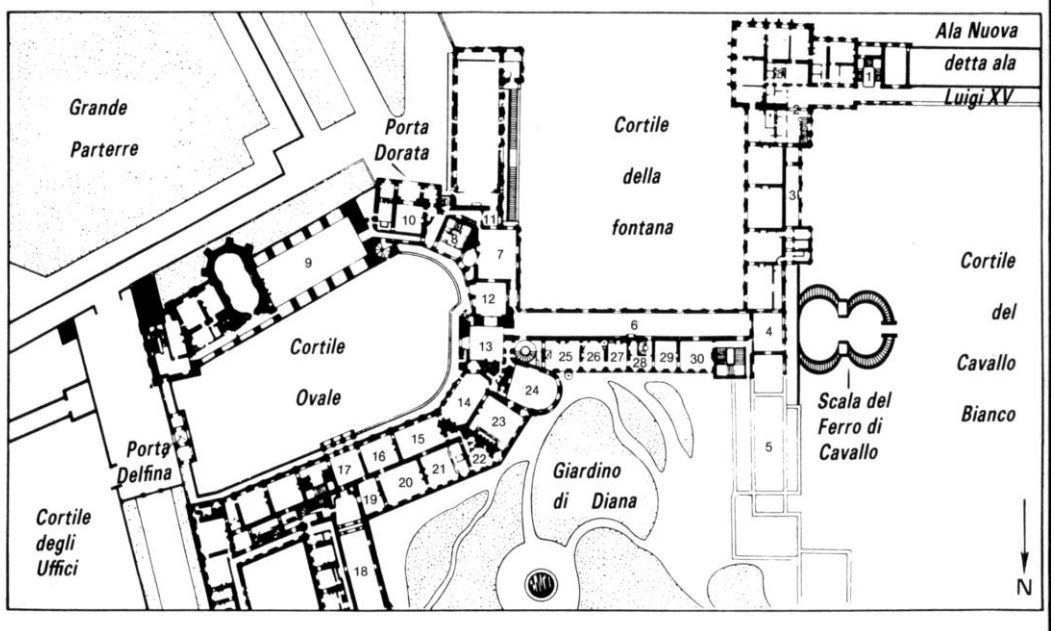 Grande
Parterre
Porta
Dorata
Cortile
della
fontana
Ala Nuova
detta ala
Luigi XV
1
2
3
10
11
8
7
9
12
6
13
4
Cortile
Ovale
25
26
27
28
29
30
24
14
23
15
16
17
22
21
20
19
18
5
Porta
Delfina
Cortile
degli
Uffici
Giardino
di Diana
Scala del
Ferro di
Cavallo
Cortile
del
Cavallo
Bianco
N